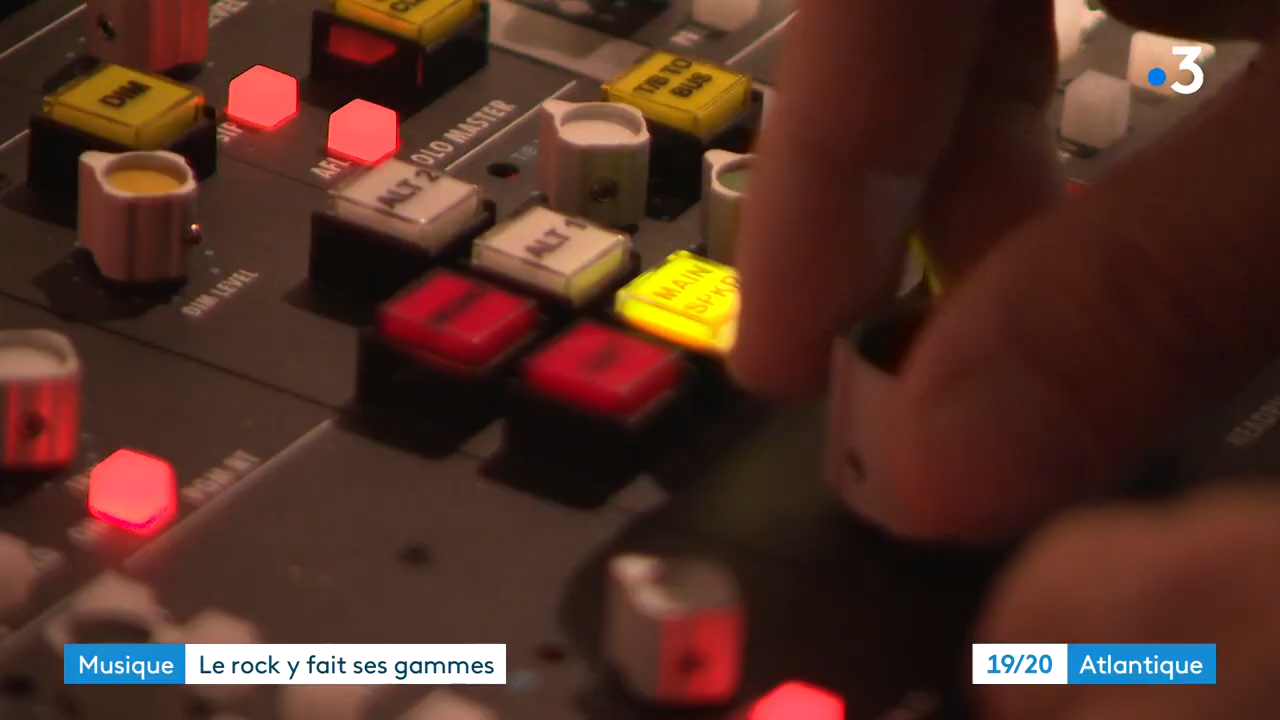 3
DIM
T/B TO
BUS
AFL
OLO MASTER
ALT 2
ALT 1
MAIN
SPKR
DIM LEVEL
Musique
Le rock y fait ses gammes
19/20
Atlantique